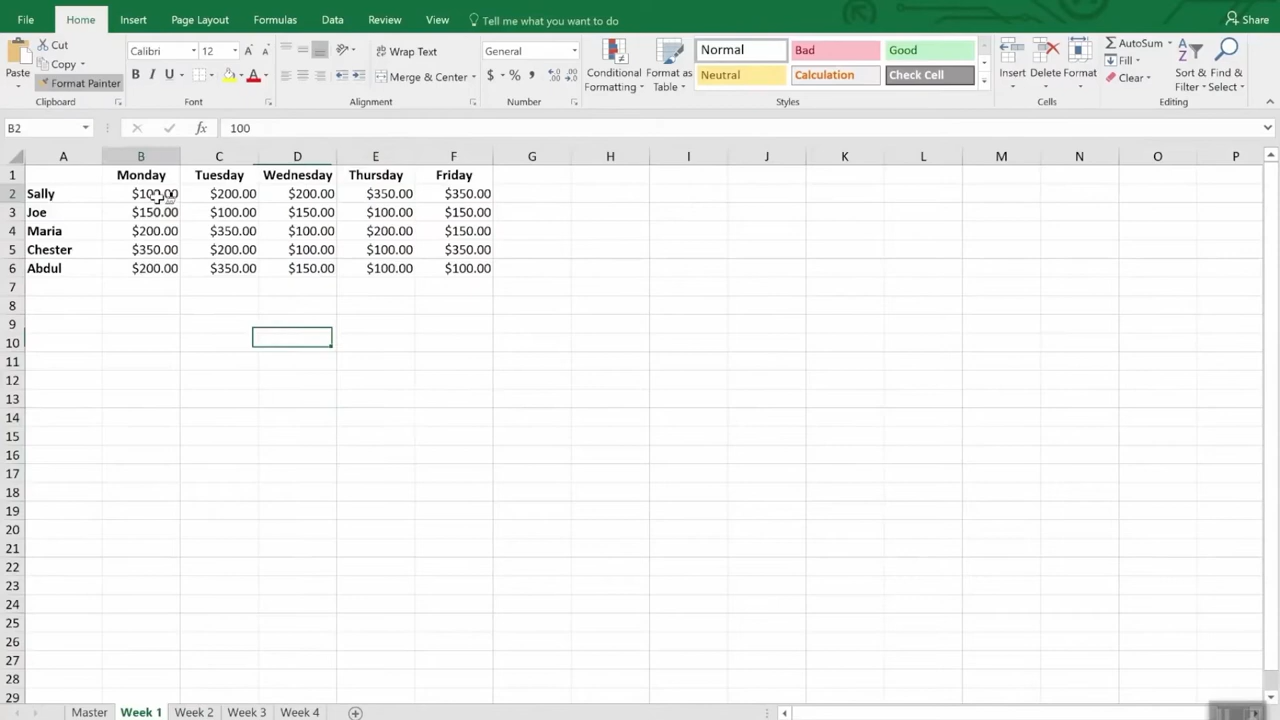 File Home Insert Page Layout Formulas Data Review View Tell me what you want to do Share
Cut Calibri 12 Wrap Text General Normal Bad Good AutoSum
Copy Fill
Paste Format Painter B I U Merge & Center $ % , Conditional Formatting Format as Table Neutral Calculation Check Cell Insert Delete Format Clear Sort & Filter Find & Select
Clipboard Font Alignment Number Styles Cells Editing
B2 fx 100
A B C D E F G H I J K L M N O P
1 Monday Tuesday Wednesday Thursday Friday
2 Sally $100.00 $200.00 $200.00 $350.00 $350.00
3 Joe $150.00 $100.00 $150.00 $100.00 $150.00
4 Maria $200.00 $350.00 $100.00 $200.00 $150.00
5 Chester $350.00 $200.00 $100.00 $100.00 $350.00
6 Abdul $200.00 $350.00 $150.00 $100.00 $100.00
7
8
9
10
11
12
13
14
15
16
17
18
19
20
21
22
23
24
25
26
27
28
29
Master Week 1 Week 2 Week 3 Week 4